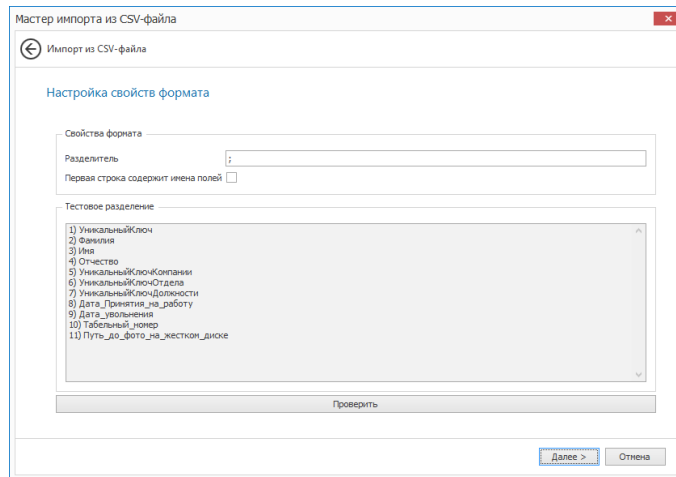 Мастер импорта из CSV-файла
Импорт из CSV-файла
Настройка свойств формата
Свойства формата
Разделитель ;
Первая строка содержит имена полей
Тестовое разделение
1) УникальныйКлюч
2) Фамилия
3) Имя
4) Отчество
5) УникальныйКлючКомпании
6) УникальныйКлючОтдела
7) УникальныйКлючДолжности
8) Дата_Принятия_на_работу
9) Дата_увольнения
10) Табельный_номер
11) Путь_до_фото_на_жестком_диске
Проверить
Далее > Отмена